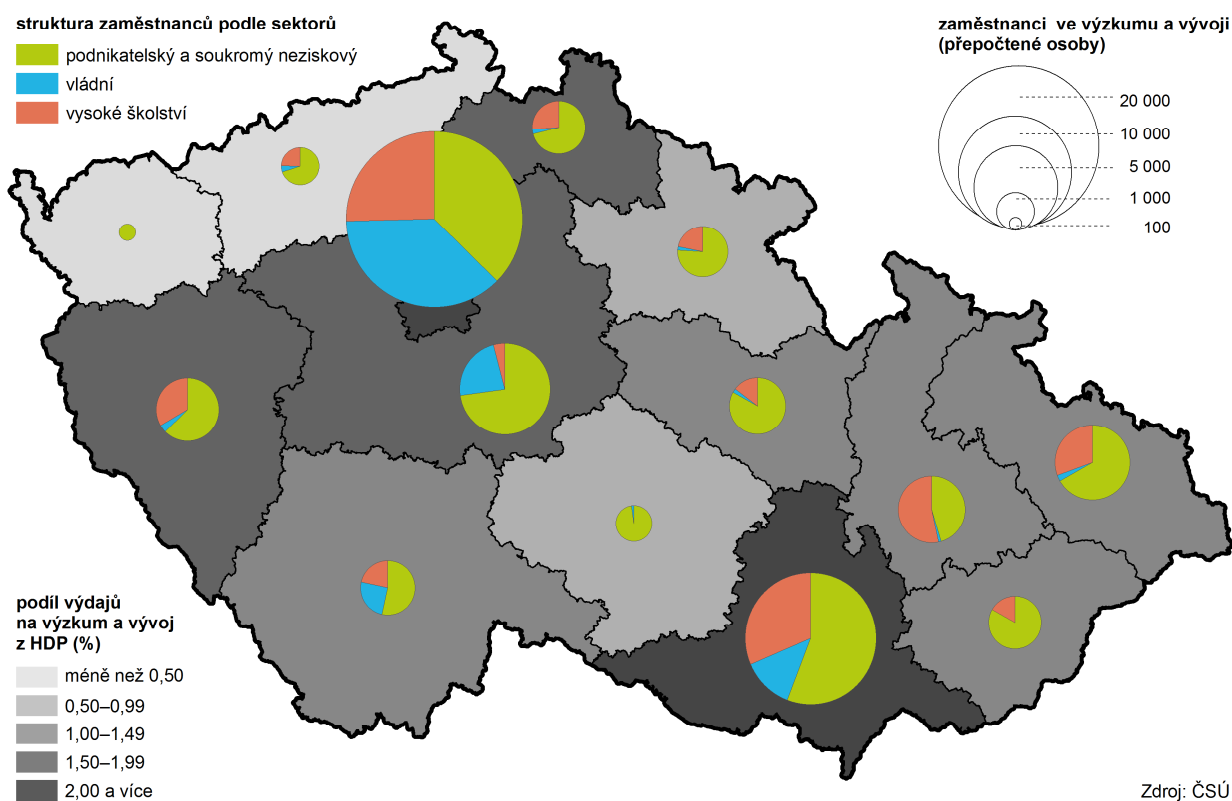 struktura zaměstnanců podle sektorů
podnikatelský a soukromý neziskový
vládní
vysoké školství
zaměstnanci ve výzkumu a vývoji
(přepočtené osoby)
20 000
10 000
5 000
1 000
100
podíl výdajů
na výzkum a vývoj
z HDP (%)
méně než 0,50
0,50–0,99
1,00–1,49
1,50–1,99
2,00 a více
Zdroj: ČSÚ